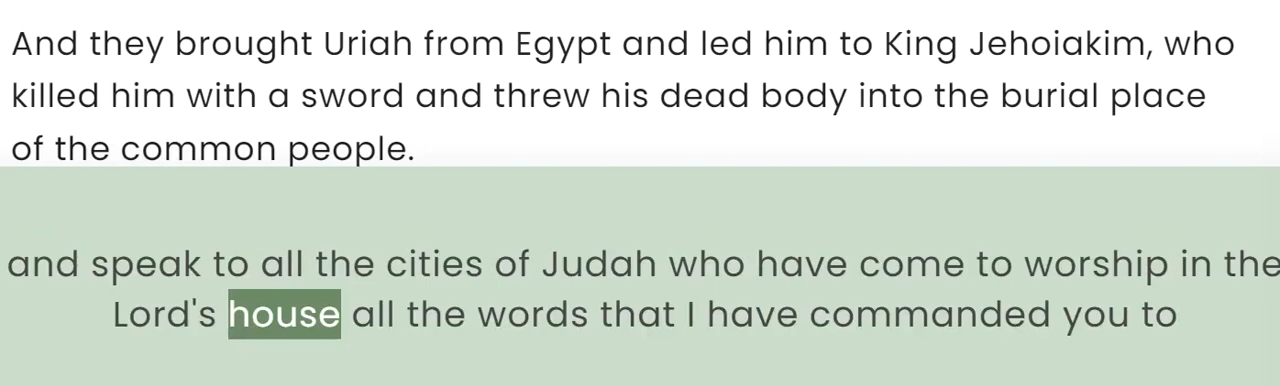 And they brought Uriah from Egypt and led him to King Jehoiakim, who
killed him with a sword and threw his dead body into the burial place
of the common people.
and speak to all the cities of Judah who have come to worship in the
Lord's house all the words that I have commanded you to